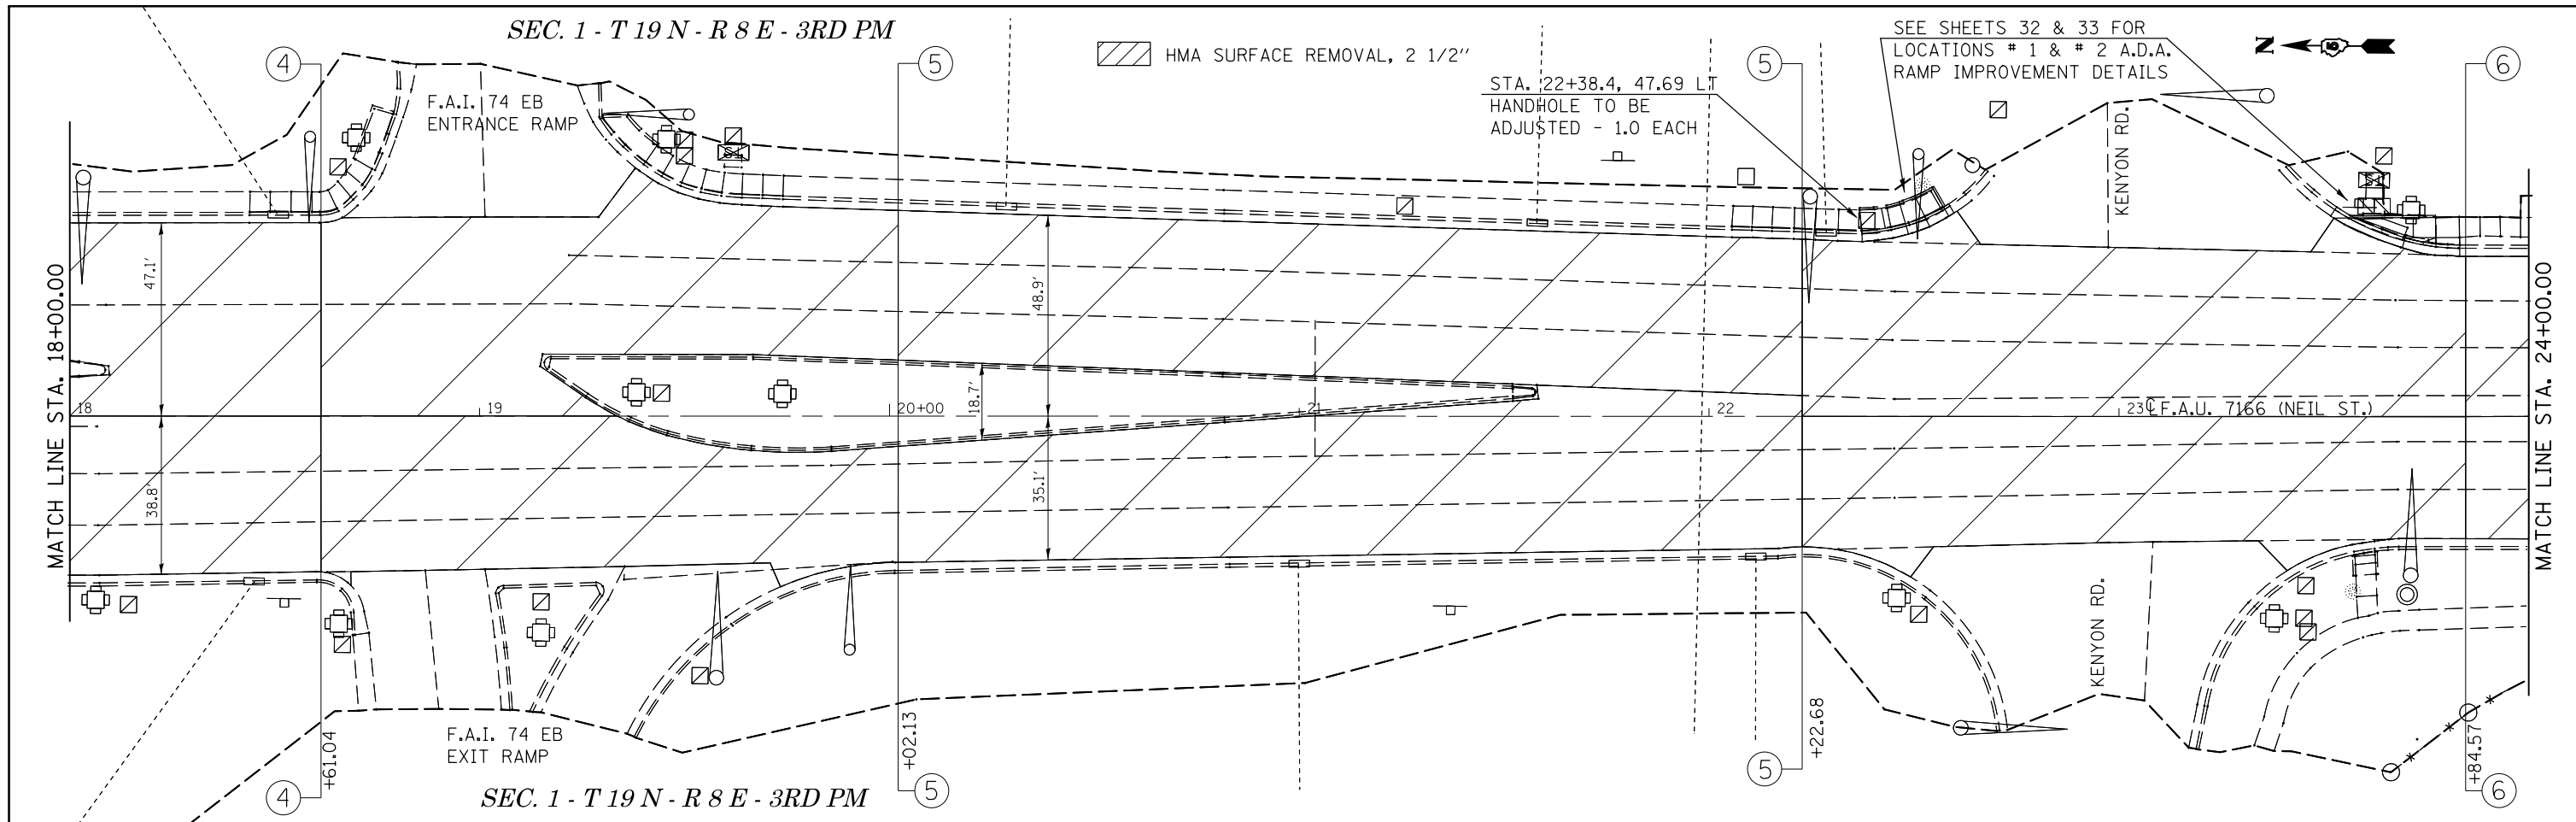 SEC. 1 - T 19 N - R 8 E - 3RD PM
HMA SURFACE REMOVAL, 2 1/2"
SEE SHEETS 32 & 33 FOR
LOCATIONS # 1 & # 2 A.D.A.
RAMP IMPROVEMENT DETAILS
N
4
5
5
6
STA. 22+38.4, 47.69 LT
HANDHOLE TO BE
ADJUSTED - 1.0 EACH
F.A.I. 74 EB
ENTRANCE RAMP
KENYON RD.
MATCH LINE STA. 18+00.00
MATCH LINE STA. 24+00.00
47.1'
48.9'
18.7'
18
19
20+00
21
22
23
℄ F.A.U. 7166 (NEIL ST.)
38.8'
35.1'
KENYON RD.
F.A.I. 74 EB
EXIT RAMP
+61.04
+02.13
+22.68
+84.57
4
5
5
6
SEC. 1 - T 19 N - R 8 E - 3RD PM